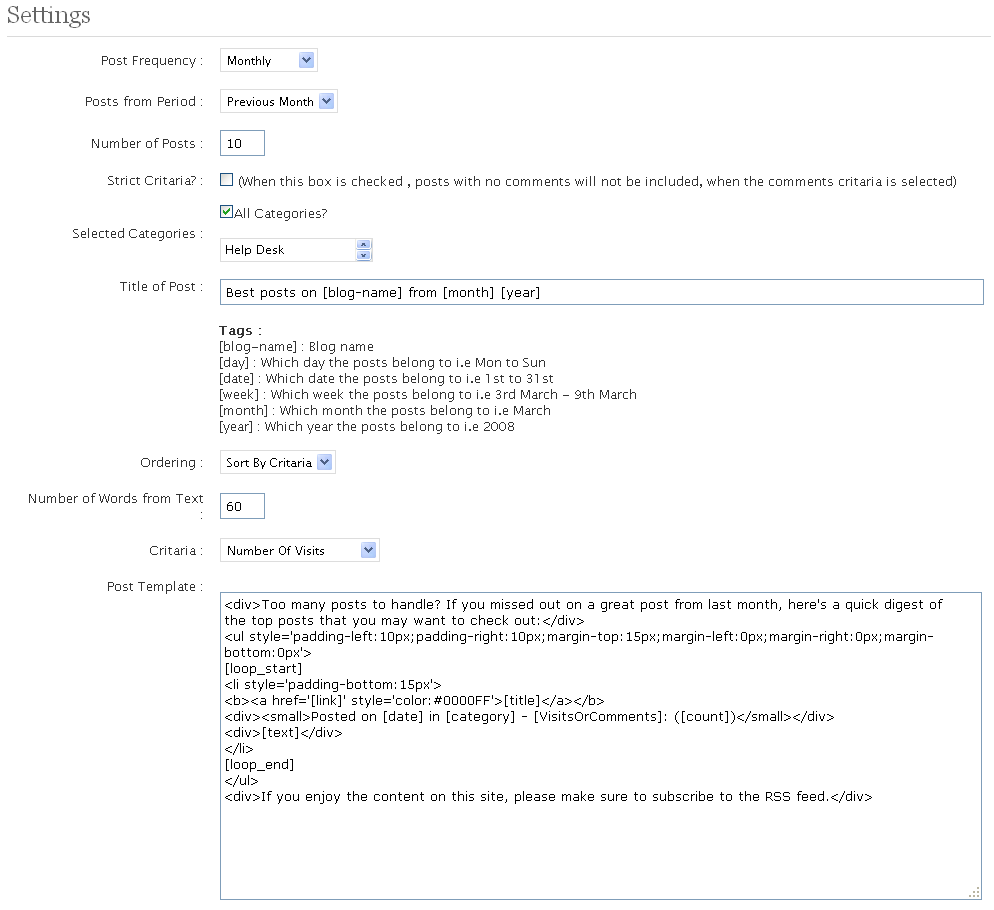 Settings
Post Frequency : Monthly
Posts from Period : Previous Month
Number of Posts : 10
Strict Critaria? : (When this box is checked , posts with no comments will not be included, when the comments critaria is selected)
All Categories?
Selected Categories :
Help Desk
Title of Post : Best posts on [blog-name] from [month] [year]
Tags :
[blog-name] : Blog name
[day] : Which day the posts belong to i.e Mon to Sun
[date] : Which date the posts belong to i.e 1st to 31st
[week] : Which week the posts belong to i.e 3rd March - 9th March
[month] : Which month the posts belong to i.e March
[year] : Which year the posts belong to i.e 2008
Ordering : Sort By Critaria
Number of Words from Text
: 60
Critaria : Number Of Visits
Post Template :
<div>Too many posts to handle? If you missed out on a great post from last month, here's a quick digest of
the top posts that you may want to check out:</div>
<ul style='padding-left:10px;padding-right:10px;margin-top:15px;margin-left:0px;margin-right:0px;margin-
bottom:0px'>
[loop_start]
<li style='padding-bottom:15px'>
<b><a href='[link]' style='color:#0000FF'>[title]</a></b>
<div><small>Posted on [date] in [category] - [VisitsOrComments]: ([count])</small></div>
<div>[text]</div>
</li>
[loop_end]
</ul>
<div>If you enjoy the content on this site, please make sure to subscribe to the RSS feed.</div>